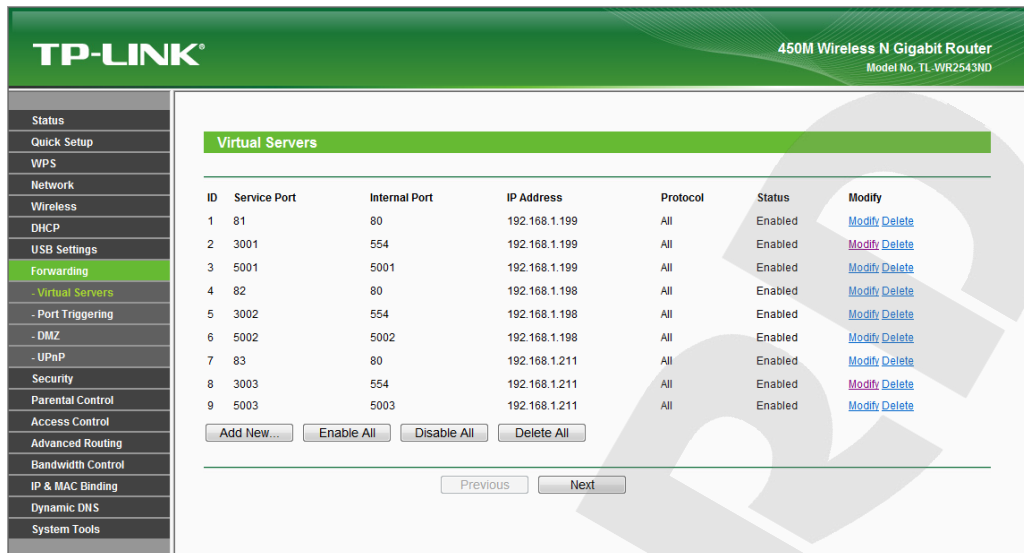 TP-LINK®
450M Wireless N Gigabit Router
Model No. TL-WR2543ND
Status
Quick Setup
WPS
Network
Wireless
DHCP
USB Settings
Forwarding
- Virtual Servers
- Port Triggering
- DMZ
- UPnP
Security
Parental Control
Access Control
Advanced Routing
Bandwidth Control
IP & MAC Binding
Dynamic DNS
System Tools
Virtual Servers
ID Service Port Internal Port IP Address Protocol Status Modify
1 81 80 192.168.1.199 All Enabled Modify Delete
2 3001 554 192.168.1.199 All Enabled Modify Delete
3 5001 5001 192.168.1.199 All Enabled Modify Delete
4 82 80 192.168.1.198 All Enabled Modify Delete
5 3002 554 192.168.1.198 All Enabled Modify Delete
6 5002 5002 192.168.1.198 All Enabled Modify Delete
7 83 80 192.168.1.211 All Enabled Modify Delete
8 3003 554 192.168.1.211 All Enabled Modify Delete
9 5003 5003 192.168.1.211 All Enabled Modify Delete
Add New... Enable All Disable All Delete All
Previous Next